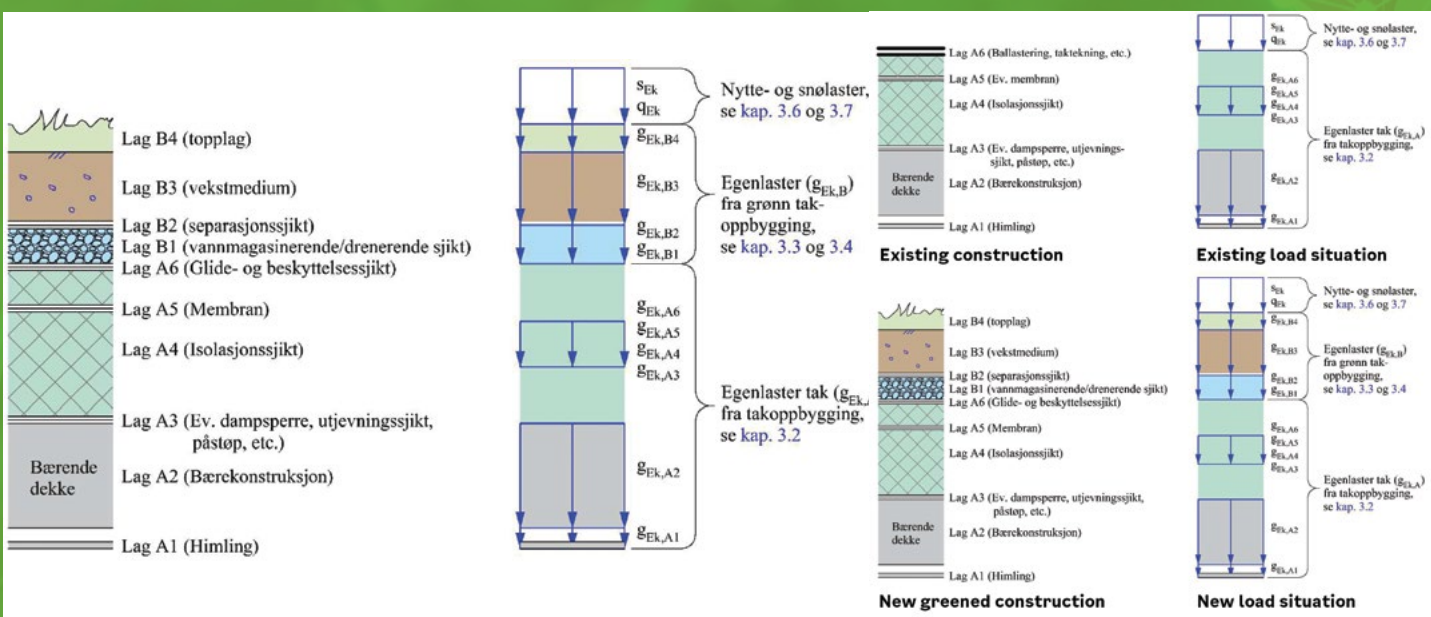 Lag B4 (topplag)
Lag B3 (vekstmedium)
Lag B2 (separasjonssjikt)
Lag B1 (vannmagasinerende/drenerende sjikt)
Lag A6 (Glide- og beskyttelsessjikt)
Lag A5 (Membran)
Lag A4 (Isolasjonssjikt)
Lag A3 (Ev. dampsperre, utjevningssjikt,
påstøp, etc.)
Bærende
dekke
Lag A2 (Bærekonstruksjon)
Lag A1 (Himling)
sEk
qEk
gEk,B4
gEk,B3
gEk,B2
gEk,B1
gEk,A6
gEk,A5
gEk,A4
gEk,A3
gEk,A2
gEk,A1
Nytte- og snølaster,
se kap. 3.6 og 3.7
Egenlaster (gEk,B)
fra grønn tak-
oppbygging,
se kap. 3.3 og 3.4
Egenlaster tak (gEk,
fra takoppbygging,
se kap. 3.2
Lag A6 (Ballastering, taktekning, etc.)
Lag A5 (Ev. membran)
Lag A4 (Isolasjonssjikt)
Lag A3 (Ev. dampsperre, utjevnings-
sjikt, påstøp, etc.)
Bærende
dekke
Lag A2 (Bærekonstruksjon)
Lag A1 (Himling)
Existing construction
sEk
qEk
gEk,A6
gEk,A5
gEk,A4
gEk,A3
gEk,A2
gEk,A1
Nytte- og snølaster,
se kap. 3.6 og 3.7
Egenlaster tak (gEk,A)
fra takoppbygging,
se kap. 3.2
Existing load situation
Lag B4 (topplag)
Lag B3 (vekstmedium)
Lag B2 (separasjonssjikt)
Lag B1 (vannmagasinerende/drenerende sjikt)
Lag A6 (Glide- og beskyttelsessjikt)
Lag A5 (Membran)
Lag A4 (Isolasjonssjikt)
Lag A3 (Ev. dampsperre, utjevningssjikt,
påstøp, etc.)
Bærende
dekke
Lag A2 (Bærekonstruksjon)
Lag A1 (Himling)
New greened construction
sEk
qEk
gEk,B4
gEk,B3
gEk,B2
gEk,B1
gEk,A6
gEk,A5
gEk,A4
gEk,A3
gEk,A2
gEk,A1
Nytte- og snølaster,
se kap. 3.6 og 3.7
Egenlaster (gEk,B)
fra grønn tak-
oppbygging,
se kap. 3.3 og 3.4
Egenlaster tak (gEk,A)
fra takoppbygging,
se kap. 3.2
New load situation